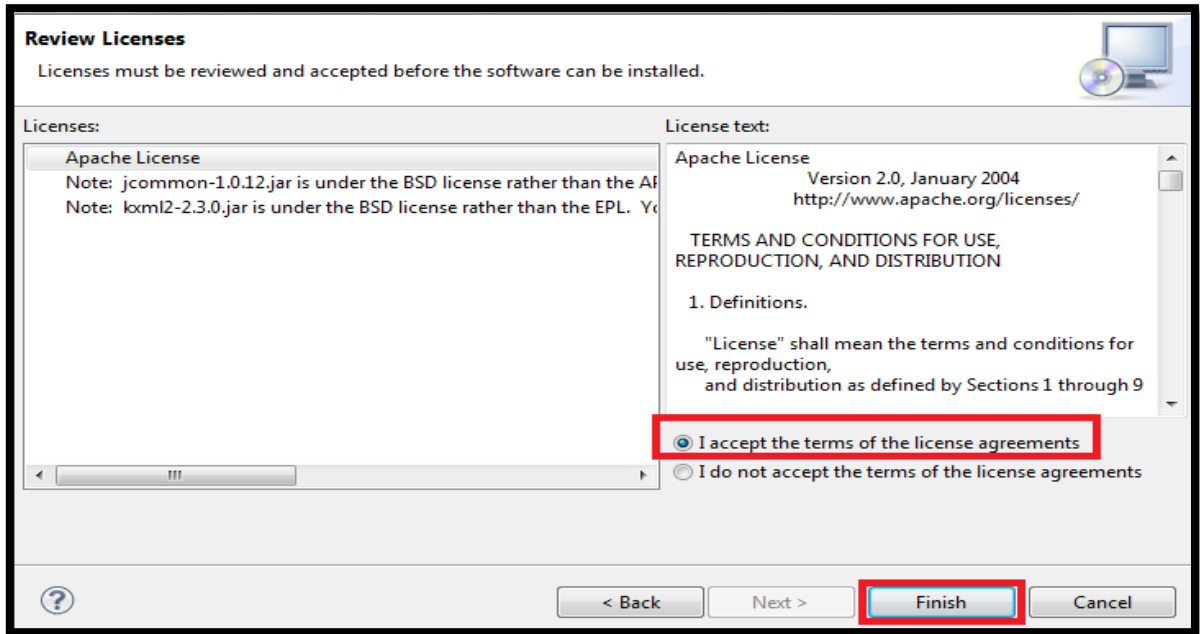 Review Licenses
Licenses must be reviewed and accepted before the software can be installed.
Licenses:
Apache License
Note: jcommon-1.0.12.jar is under the BSD license rather than the
Note: kxml2-2.3.0.jar is under the BSD license rather than the EPL.
License text:
Apache License
Version 2.0, January 2004
http://www.apache.org/licenses/
TERMS AND CONDITIONS FOR USE,
REPRODUCTION, AND DISTRIBUTION
1. Definitions.
"License" shall mean the terms and conditions for
use, reproduction,
and distribution as defined by Sections 1 through 9
I accept the terms of the license agreements
I do not accept the terms of the license agreements
?
< Back
Next >
Finish
Cancel